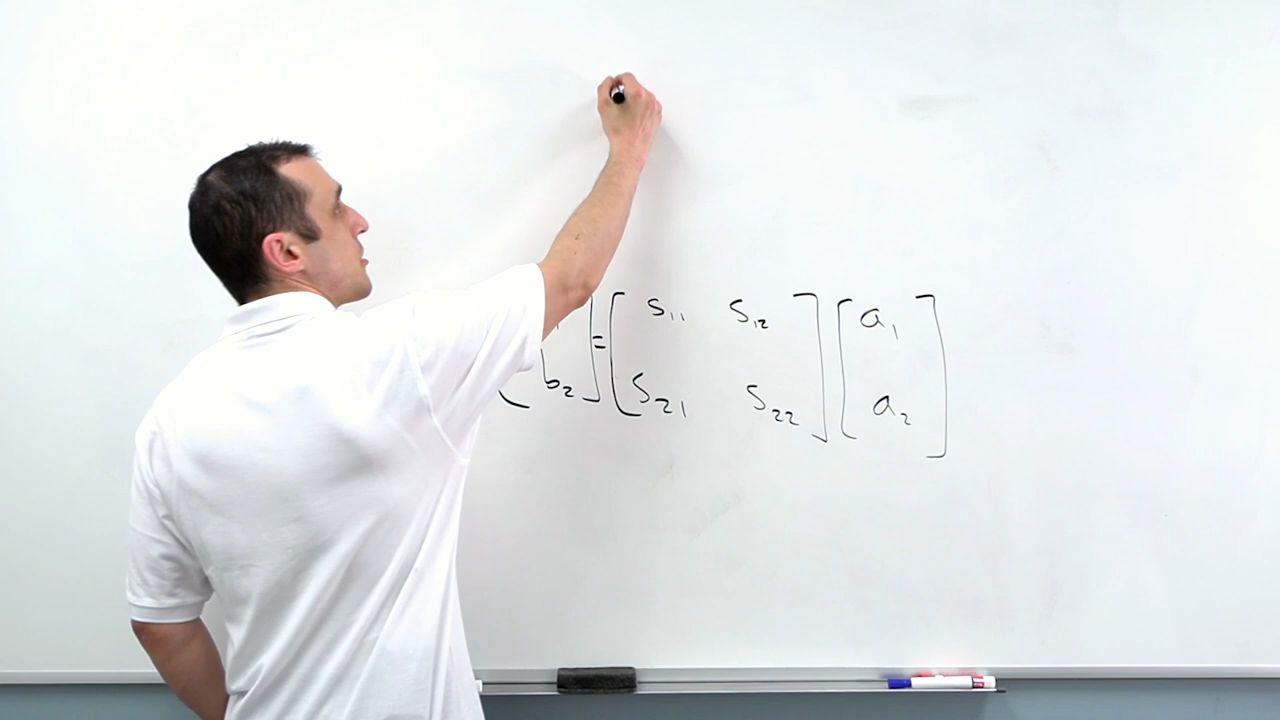 ] = [ S₁₁ S₁₂ ] [ a₁ ]
[ b₂ ] [ S₂₁ S₂₂ ] [ a₂ ]